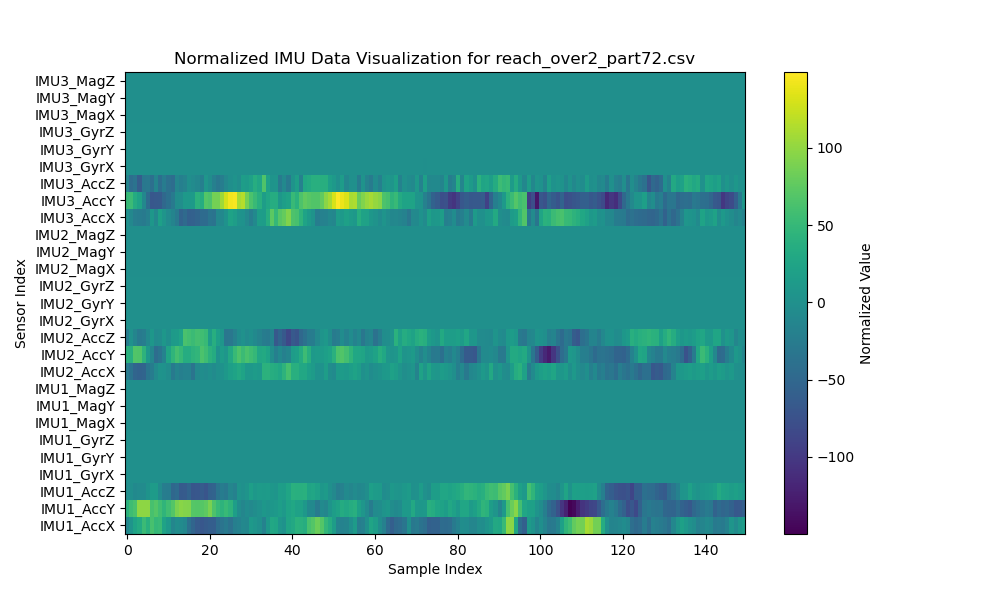 Normalized IMU Data Visualization for reach_over2_part72.csv
IMU3_MagZ
IMU3_MagY
IMU3_MagX
IMU3_GyrZ
IMU3_GyrY
IMU3_GyrX
IMU3_AccZ
IMU3_AccY
IMU3_AccX
IMU2_MagZ
IMU2_MagY
IMU2_MagX
IMU2_GyrZ
IMU2_GyrY
IMU2_GyrX
IMU2_AccZ
IMU2_AccY
IMU2_AccX
IMU1_MagZ
IMU1_MagY
IMU1_MagX
IMU1_GyrZ
IMU1_GyrY
IMU1_GyrX
IMU1_AccZ
IMU1_AccY
IMU1_AccX
Sensor Index
0 20 40 60 80 100 120 140
Sample Index
100
50
0
−50
−100
Normalized Value